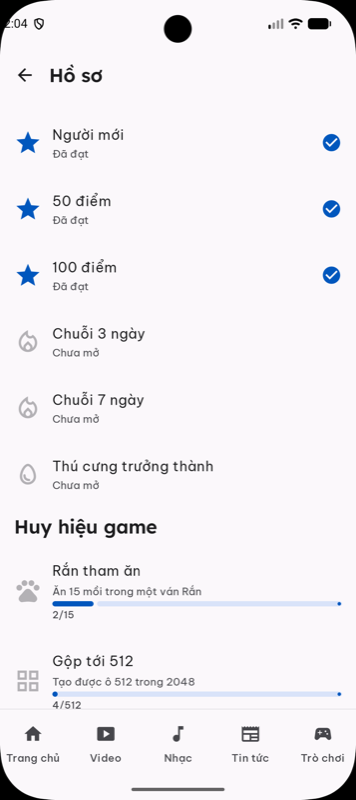 2:04
Hồ sơ
Người mới
Đã đạt
50 điểm
Đã đạt
100 điểm
Đã đạt
Chuỗi 3 ngày
Chưa mở
Chuỗi 7 ngày
Chưa mở
Thú cưng trưởng thành
Chưa mở
Huy hiệu game
Rắn tham ăn
Ăn 15 mồi trong một ván Rắn
2/15
Gộp tới 512
Tạo được ô 512 trong 2048
4/512
Trang chủ Video Nhạc Tin tức Trò chơi